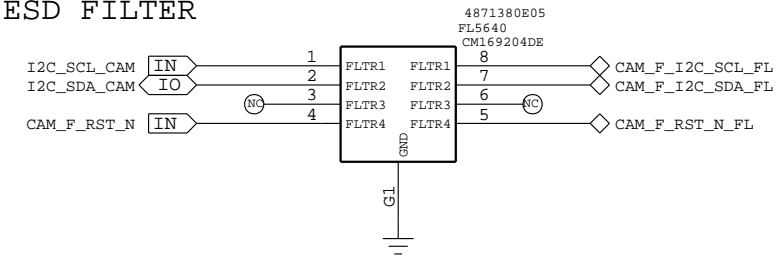 ESD FILTER
4871380E05
FL5640
CM169204DE
I2C_SCL_CAM IN 1 FLTR1 FLTR1 8 CAM_F_I2C_SCL_FL
I2C_SDA_CAM IO 2 FLTR2 FLTR2 7 CAM_F_I2C_SDA_FL
NC 3 FLTR3 FLTR3 6 NC
CAM_F_RST_N IN 4 FLTR4 FLTR4 5 CAM_F_RST_N_FL
GND
G1